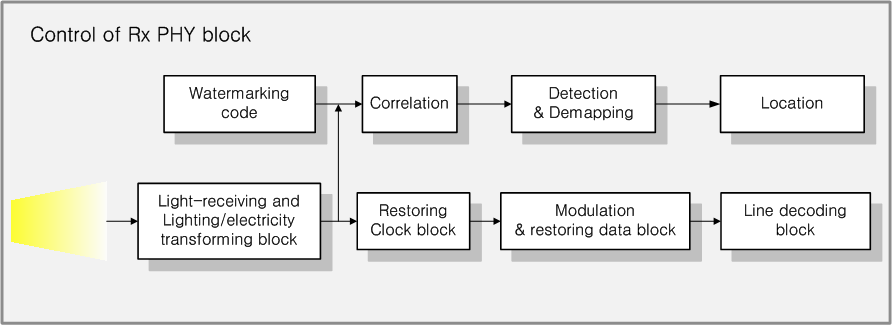 Control of Rx PHY block
Watermarking
code
Correlation
Detection
& Demapping
Location
Light-receiving and
Lighting/electricity
transforming block
Restoring
Clock block
Modulation
& restoring data block
Line decoding
block